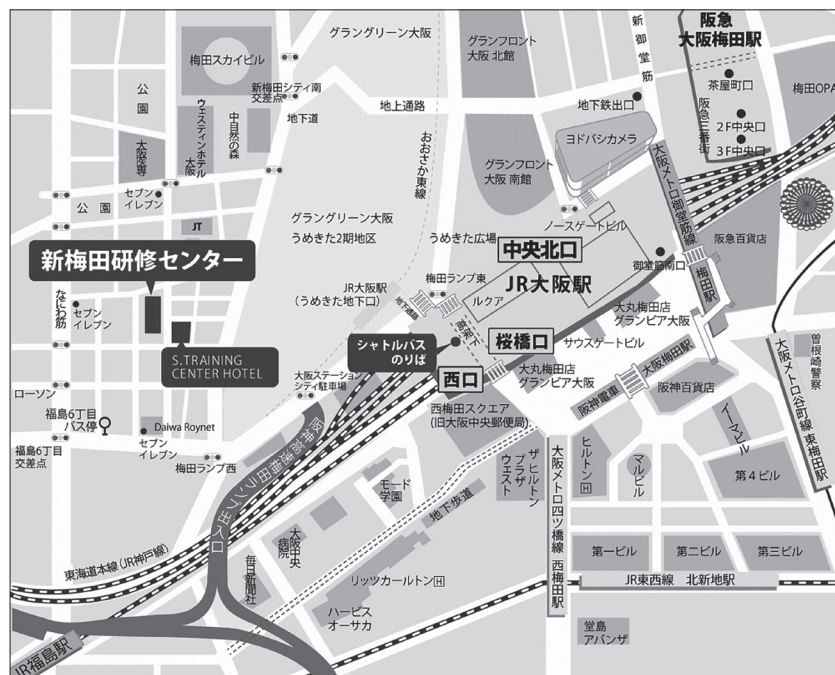 グラングリーン大阪
グランフロント
大阪 北館
新御堂筋
阪急
大阪梅田駅
梅田スカイビル
茶屋町口
公園
新梅田シティ南
交差点
地上通路
地下鉄出口
阪急三番街
梅田OPA
ウェスティンホテル
大阪
中自然の森
地下道
2F中央口
3F中央口
おおさか東線
ヨドバシカメラ
グランフロント
大阪 南館
大阪メトロ御堂筋線
梅田駅
セブン
イレブン
公園
JT
グラングリーン大阪
うめきた2期地区
うめきた広場
ノースゲートビル
中央北口
阪急百貨店
新梅田研修センター
御堂筋南口
JR大阪駅
JR大阪駅
(うめきた地下口)
梅田ランプ東
ルクア
地下通路
高架下
なにわ筋
セブン
イレブン
大丸梅田店
グランビア大阪
S.TRAINING
CENTER HOTEL
シャトルバス
のりば
桜橋口
サウスゲートビル
大阪梅田駅
阪神電車
曽根崎警察
大阪メトロ谷町線 東梅田駅
大阪ステーション
シティ駐車場
西口
大丸梅田店
グランビア大阪
阪神百貨店
ローソン
福島6丁目
バス停
Daiwa Roynet
セブン
イレブン
西梅田スクエア
(旧大阪中央郵便局)
イーマビル
福島6丁目
交差点
梅田ランプ西
阪神高速梅田ランプ出入口
ザヒルトン
プラザ
ウェスト
大阪メトロ四ツ橋線 西梅田駅
ヒルトンH
マルビル
第4ビル
モード
学園
地下歩道
大阪中央
病院
第一ビル
第二ビル
第三ビル
東海道本線(JR神戸線)
毎日新聞社
リッツカールトンH
JR東西線 北新地駅
ハービス
オーサカ
堂島
アバンザ
JR福島駅